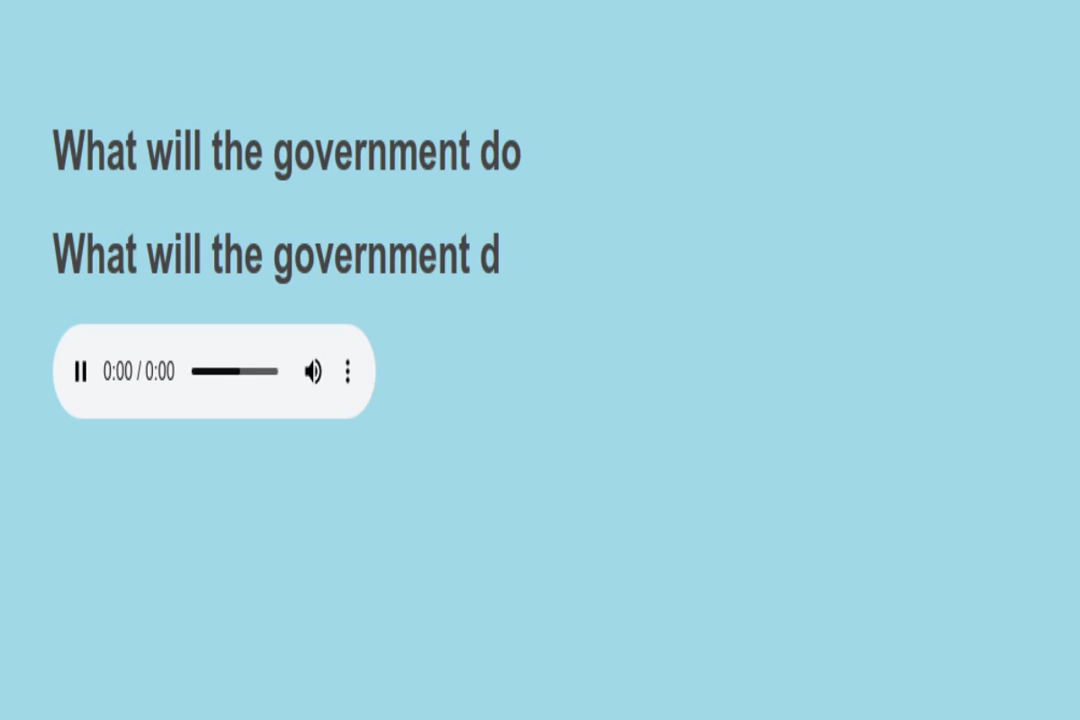 What will the government do
What will the government d
0:00 / 0:00